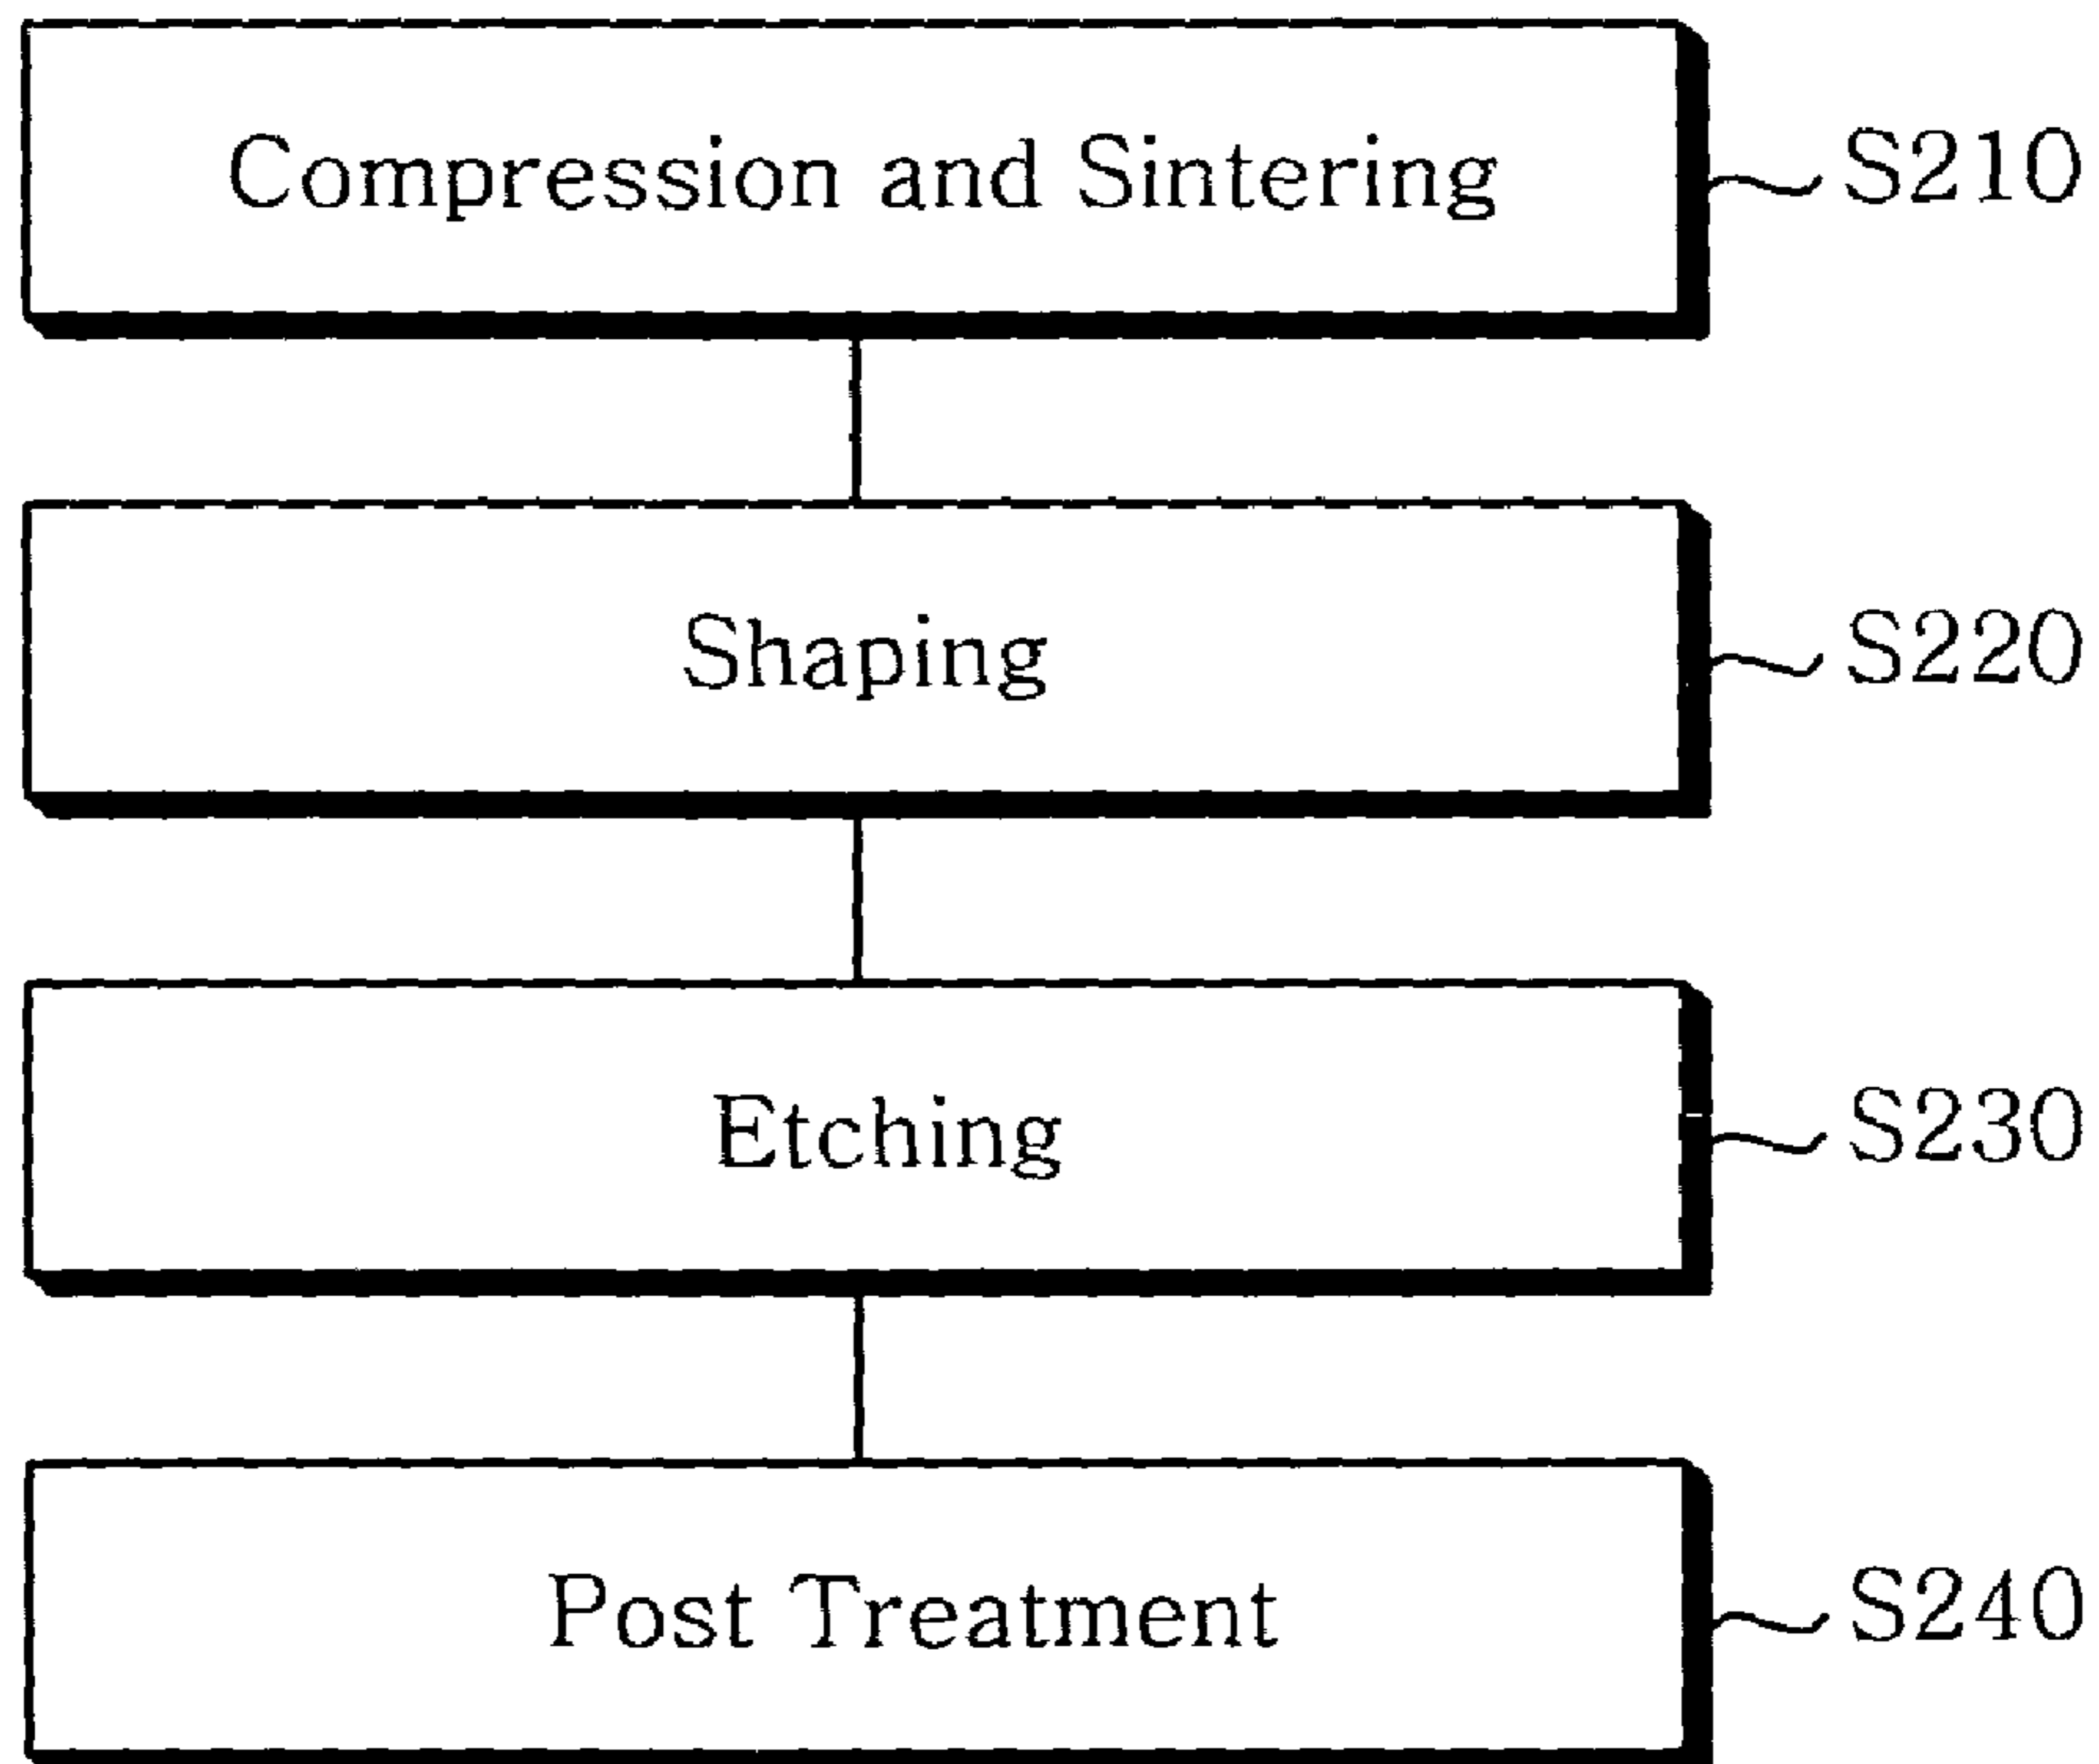 Compression and Sintering S210
Shaping S220
Etching S230
Post Treatment S240